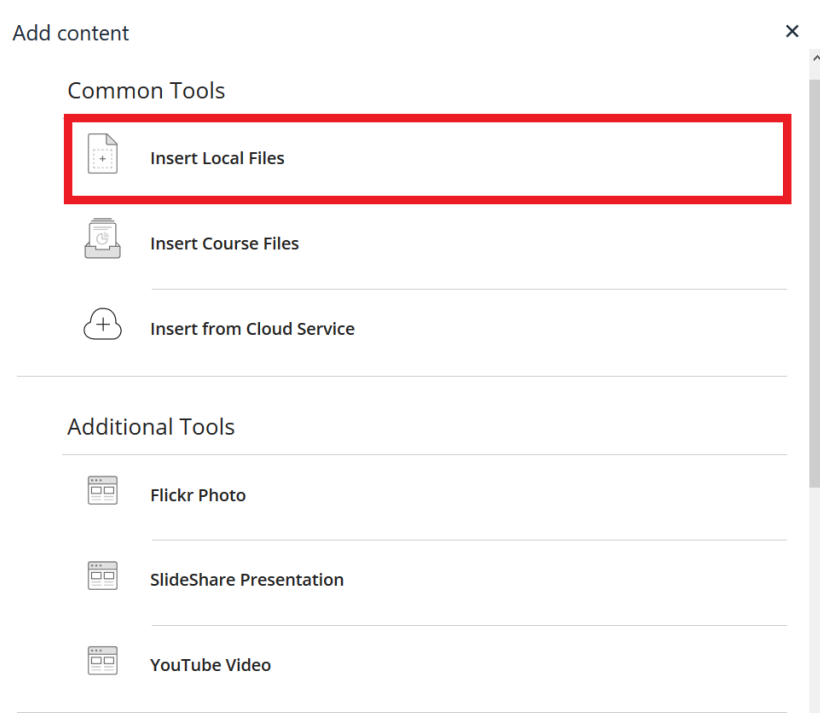 Add content
Common Tools
Insert Local Files
Insert Course Files
Insert from Cloud Service
Additional Tools
Flickr Photo
SlideShare Presentation
YouTube Video